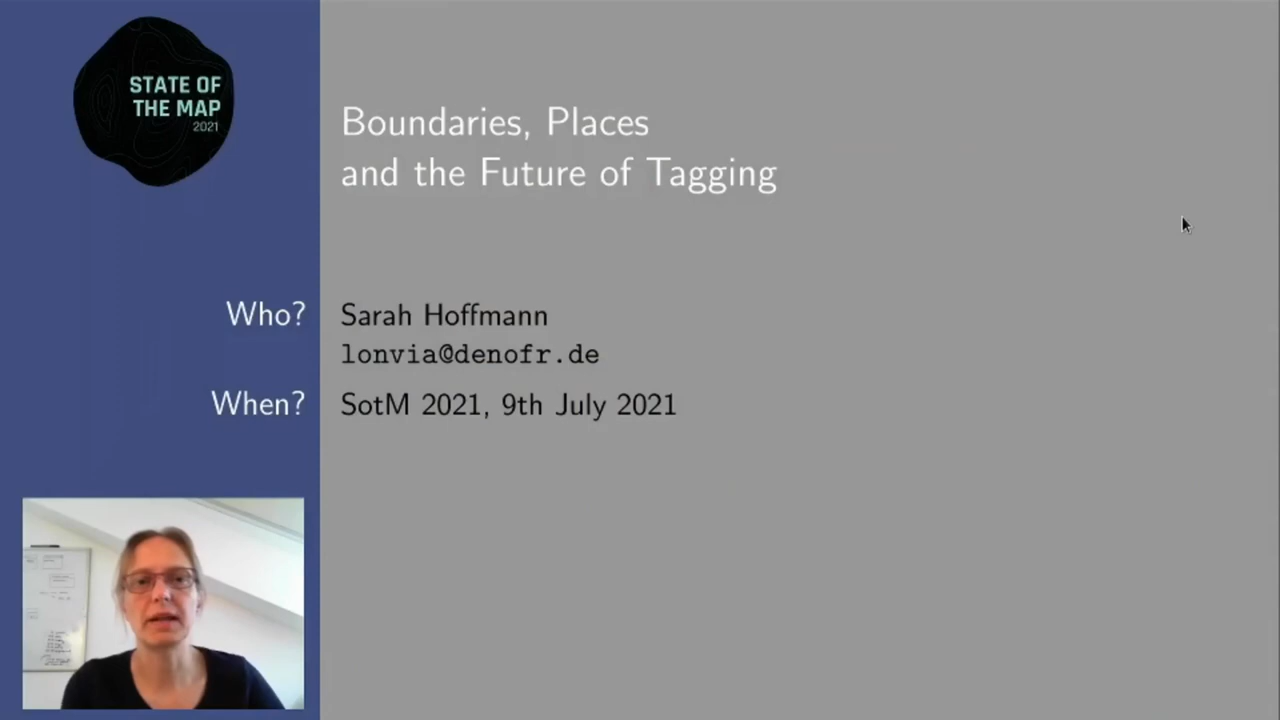 STATE OF
THE MAP
2021
Boundaries, Places
and the Future of Tagging
Who?
Sarah Hoffmann
lonvia@denofr.de
When?
SotM 2021, 9th July 2021